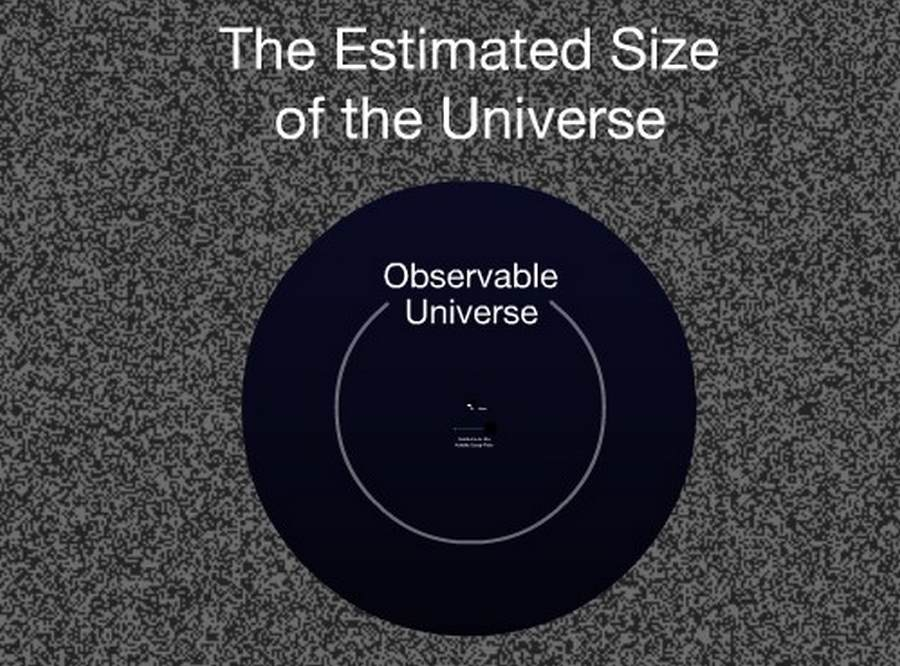 The Estimated Size
of the Universe
Observable
Universe